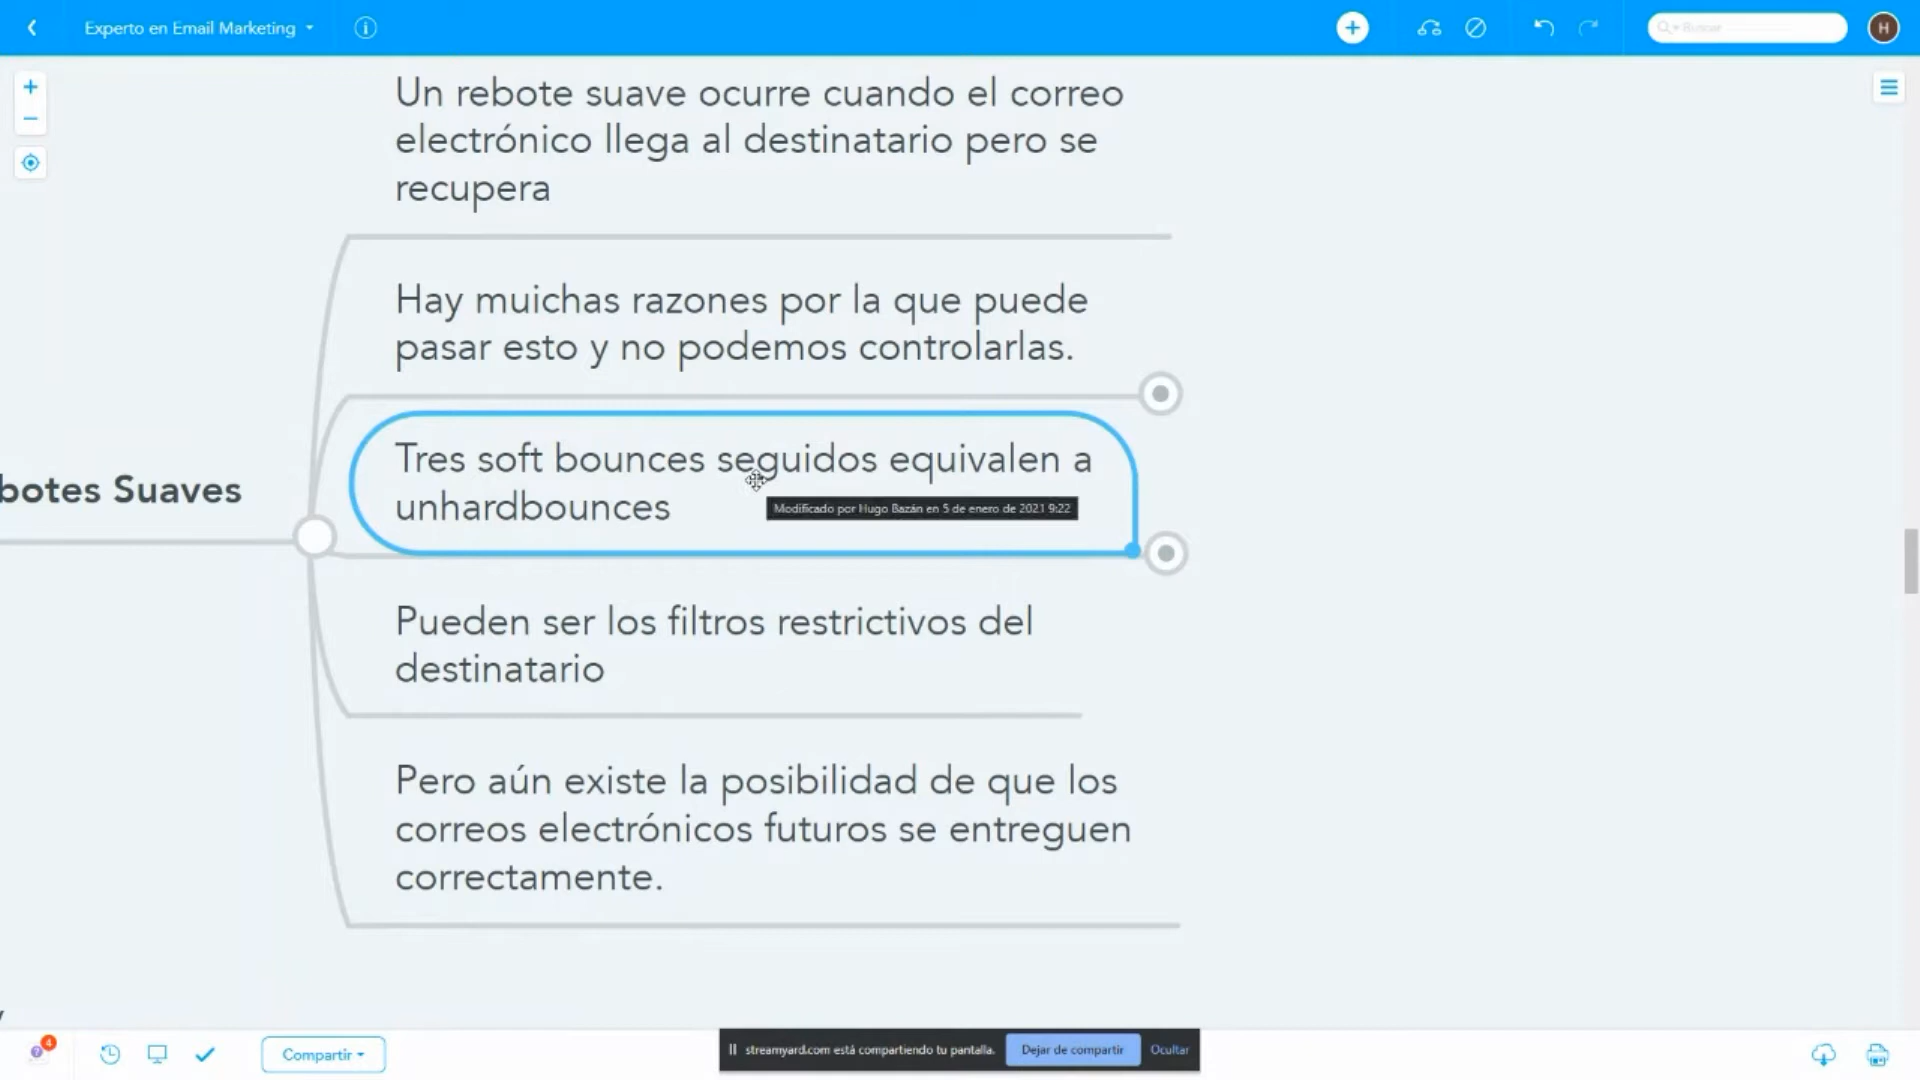 Experto en Email Marketing
Buscar
H
Un rebote suave ocurre cuando el correo
electrónico llega al destinatario pero se
recupera
Hay muichas razones por la que puede
pasar esto y no podemos controlarlas.
Tres soft bounces seguidos equivalen a
unhardbounces
Modificado por Hugo Bazán en 5 de enero de 2021 9:22
botes Suaves
Pueden ser los filtros restrictivos del
destinatario
Pero aún existe la posibilidad de que los
correos electrónicos futuros se entreguen
correctamente.
4
Compartir
streamyard.com está compartiendo tu pantalla.
Dejar de compartir
Ocultar